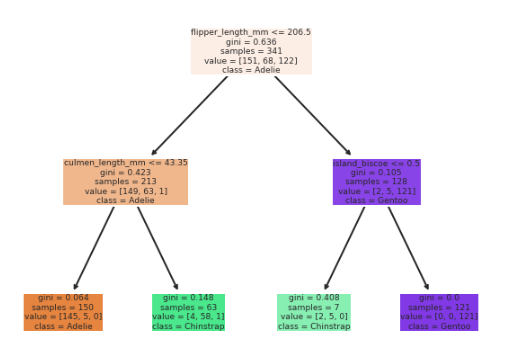 flipper_length_mm <= 206.5
gini = 0.636
samples = 341
value = [151, 68, 122]
class = Adelie
culmen_length_mm <= 43.35
gini = 0.423
samples = 213
value = [149, 63, 1]
class = Adelie
island_biscoe <= 0.5
gini = 0.105
samples = 128
value = [2, 5, 121]
class = Gentoo
gini = 0.064
samples = 150
value = [145, 5, 0]
class = Adelie
gini = 0.148
samples = 63
value = [4, 58, 1]
class = Chinstrap
gini = 0.408
samples = 7
value = [2, 5, 0]
class = Chinstrap
gini = 0.0
samples = 121
value = [0, 0, 121]
class = Gentoo